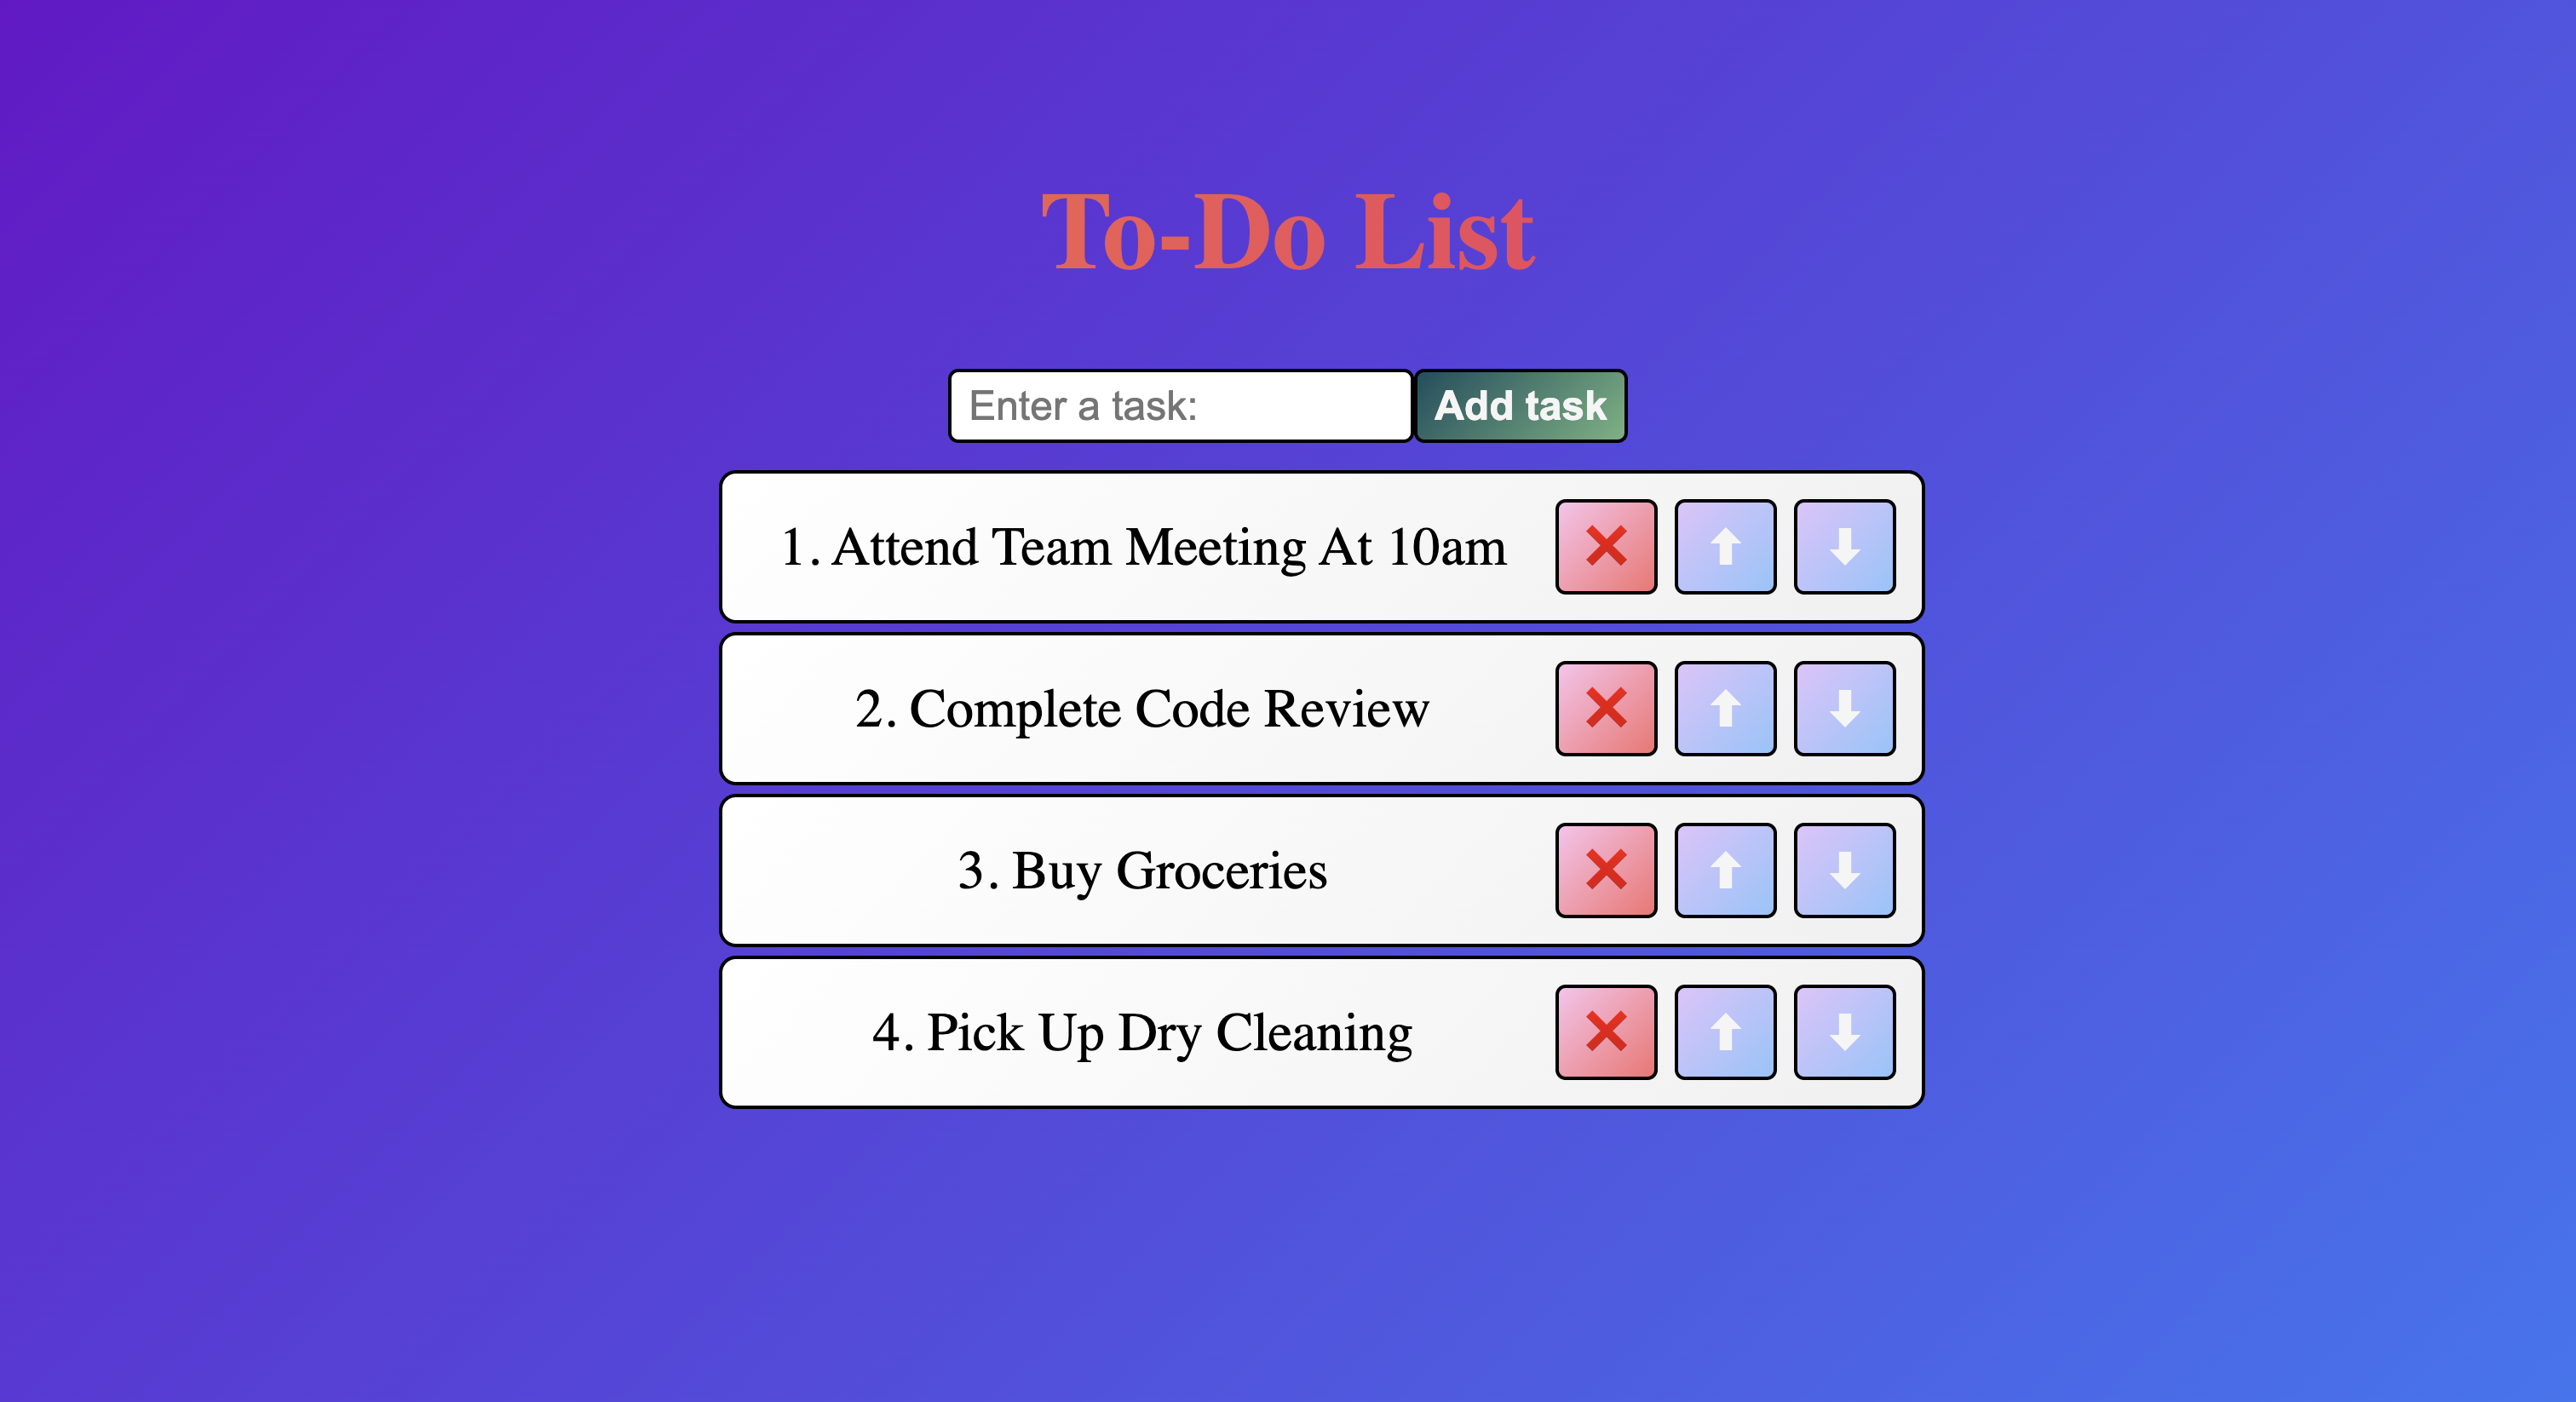 To-Do List
Enter a task:
Add task
1. Attend Team Meeting At 10am
2. Complete Code Review
3. Buy Groceries
4. Pick Up Dry Cleaning